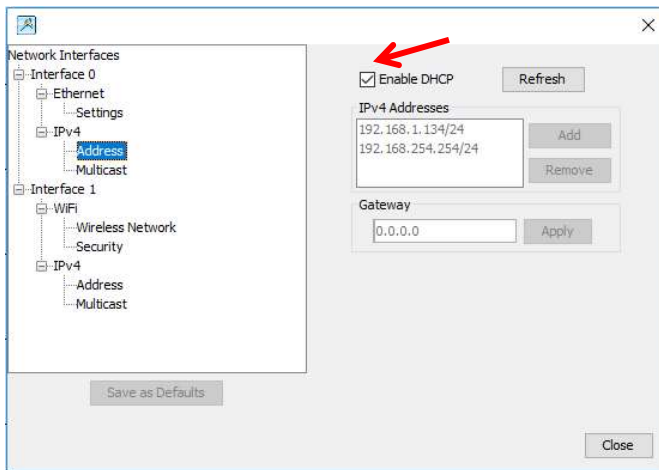 Network Interfaces
Interface 0
Ethernet
Settings
IPv4
Address
Multicast
Interface 1
WiFi
Wireless Network
Security
IPv4
Address
Multicast
Save as Defaults
Enable DHCP
Refresh
IPv4 Addresses
192.168.1.134/24
192.168.254.254/24
Add
Remove
Gateway
0.0.0.0
Apply
Close